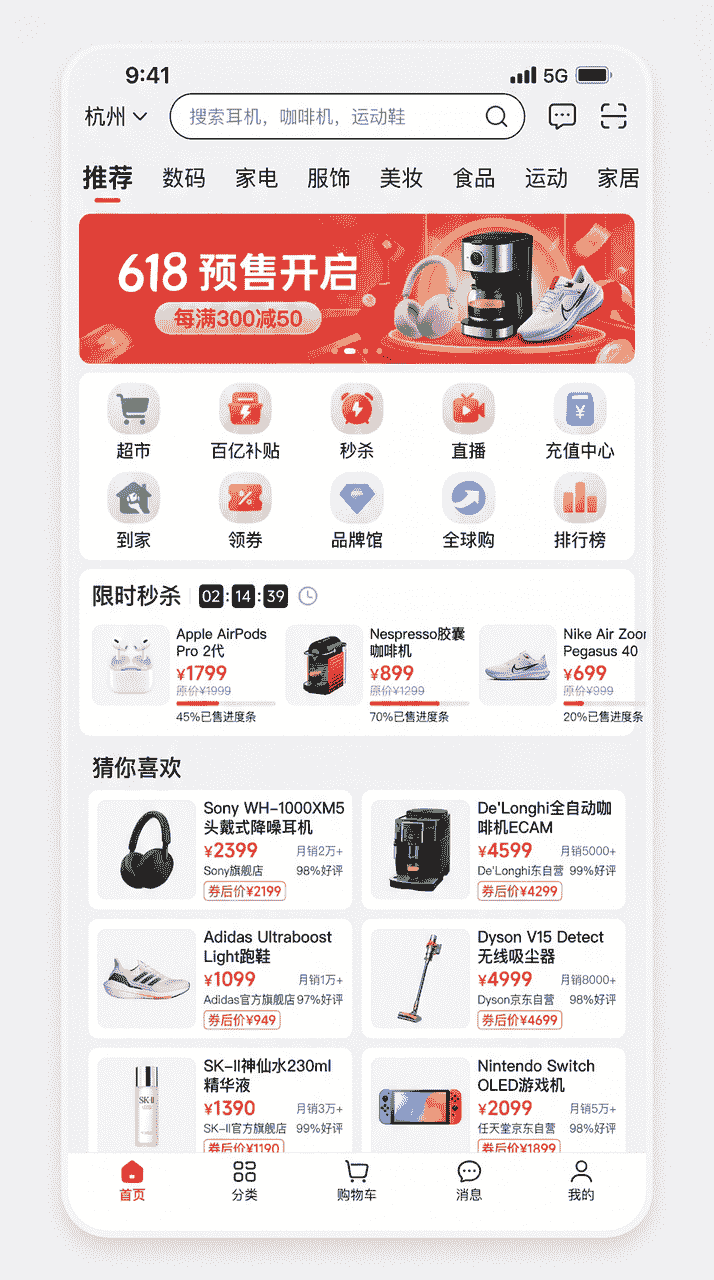 9:41
5G
杭州
搜索耳机，咖啡机，运动鞋
推荐 数码 家电 服饰 美妆 食品 运动 家居
618 预售开启
每满300减50
超市 百亿补贴 秒杀 直播 充值中心
到家 领券 品牌馆 全球购 排行榜
限时秒杀 02:14:39
Apple AirPods
Pro 2代
¥1799
原价¥1999
45%已售进度条
Nespresso胶囊
咖啡机
¥899
原价¥1299
70%已售进度条
Nike Air Zoom
Pegasus 40
¥699
原价¥999
20%已售进度条
猜你喜欢
Sony WH-1000XM5
头戴式降噪耳机
¥2399 月销2万+
Sony旗舰店 98%好评
券后价¥2199
De'Longhi全自动咖
啡机ECAM
¥4599 月销5000+
De'Longhi东自营 99%好评
券后价¥4299
Adidas Ultraboost
Light跑鞋
¥1099 月销1万+
Adidas官方旗舰店 97%好评
券后价¥949
Dyson V15 Detect
无线吸尘器
¥4999 月销8000+
Dyson京东自营 98%好评
券后价¥4699
SK-II
SK-II神仙水230ml
精华液
¥1390 月销3万+
SK-II官方旗舰店 99%好评
券后价¥1190
Nintendo Switch
OLED游戏机
¥2099 月销5万+
任天堂京东自营 98%好评
券后价¥1899
首页 分类 购物车 消息 我的